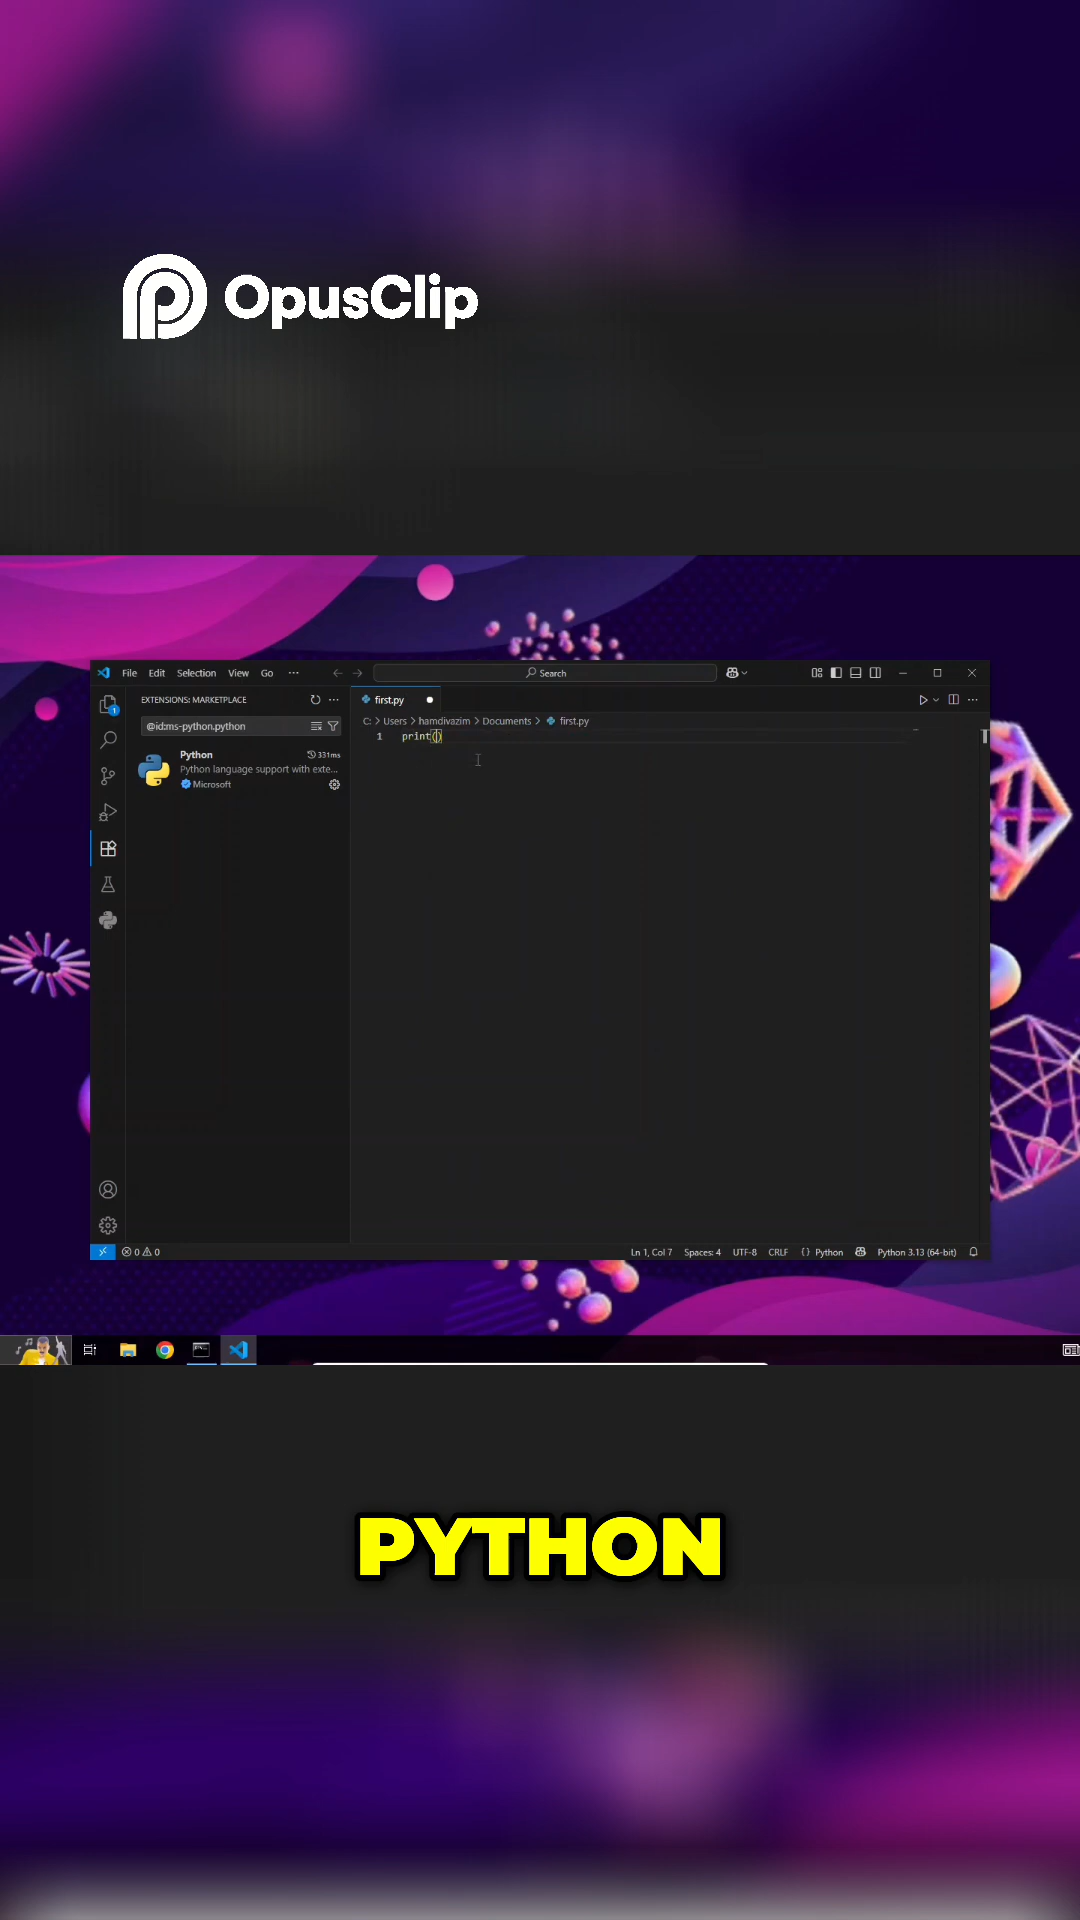 OpusClip
File Edit Selection View Go ··· Search
EXTENSIONS: MARKETPLACE
first.py
@id:ms-python.python
C: > Users > hamdivazim > Documents > first.py
1 print()
Python 331ms
Python language support with exte...
Microsoft
1
0 0
Ln 1, Col 7 Spaces: 4 UTF-8 CRLF {} Python Python 3.13 (64-bit)
PYTHON